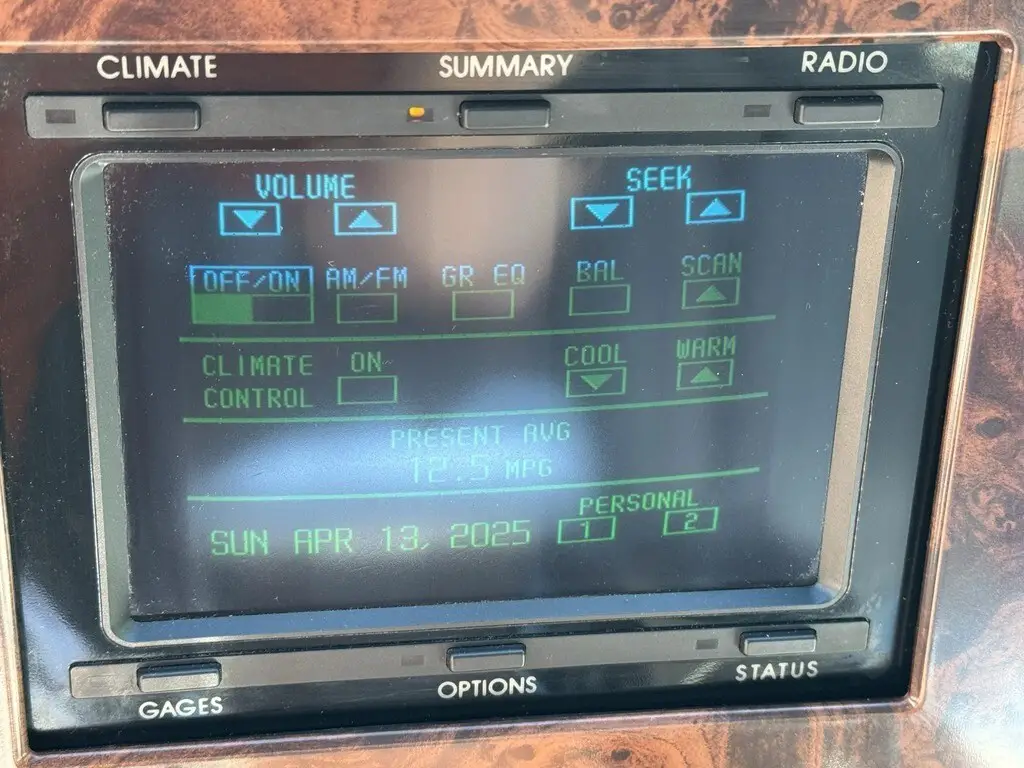 CLIMATE SUMMARY RADIO
VOLUME SEEK
OFF/ON AM/FM GR EQ BAL SCAN
CLIMATE ON COOL WARM
CONTROL
PRESENT AVG
12.5 MPG
PERSONAL
SUN APR 13, 2025 1 2
GAGES OPTIONS STATUS